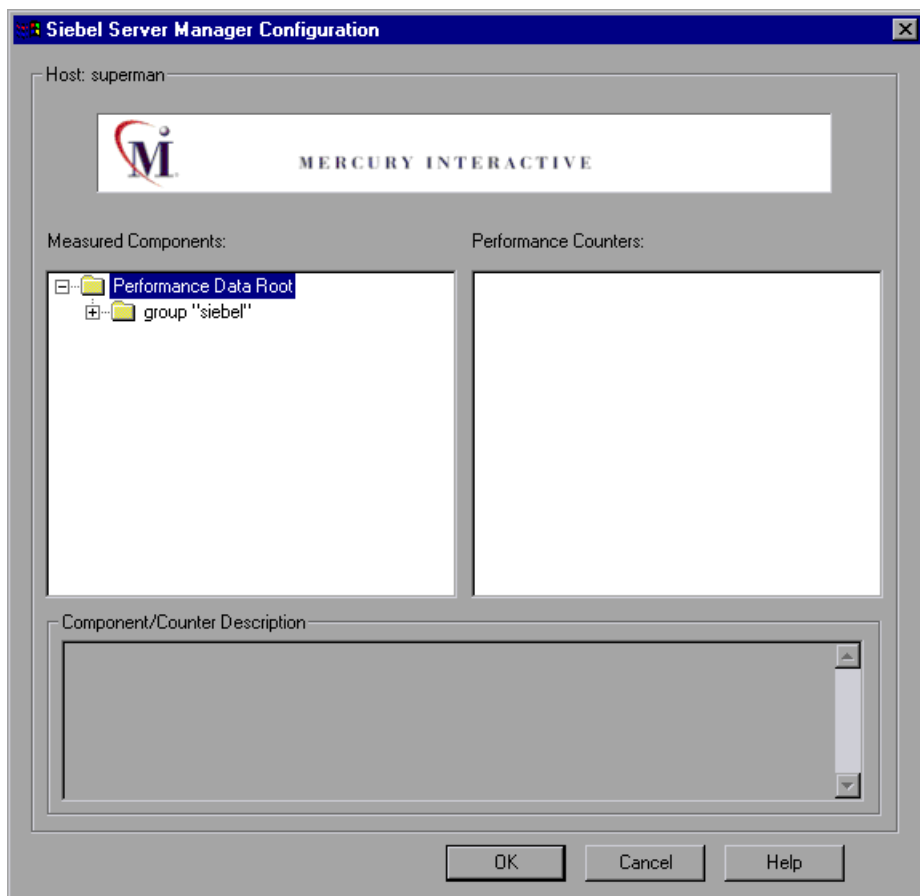 Siebel Server Manager Configuration
Host: superman
M
MERCURY INTERACTIVE
Measured Components:
Performance Counters:
Performance Data Root
group "siebel"
Component/Counter Description
OK
Cancel
Help